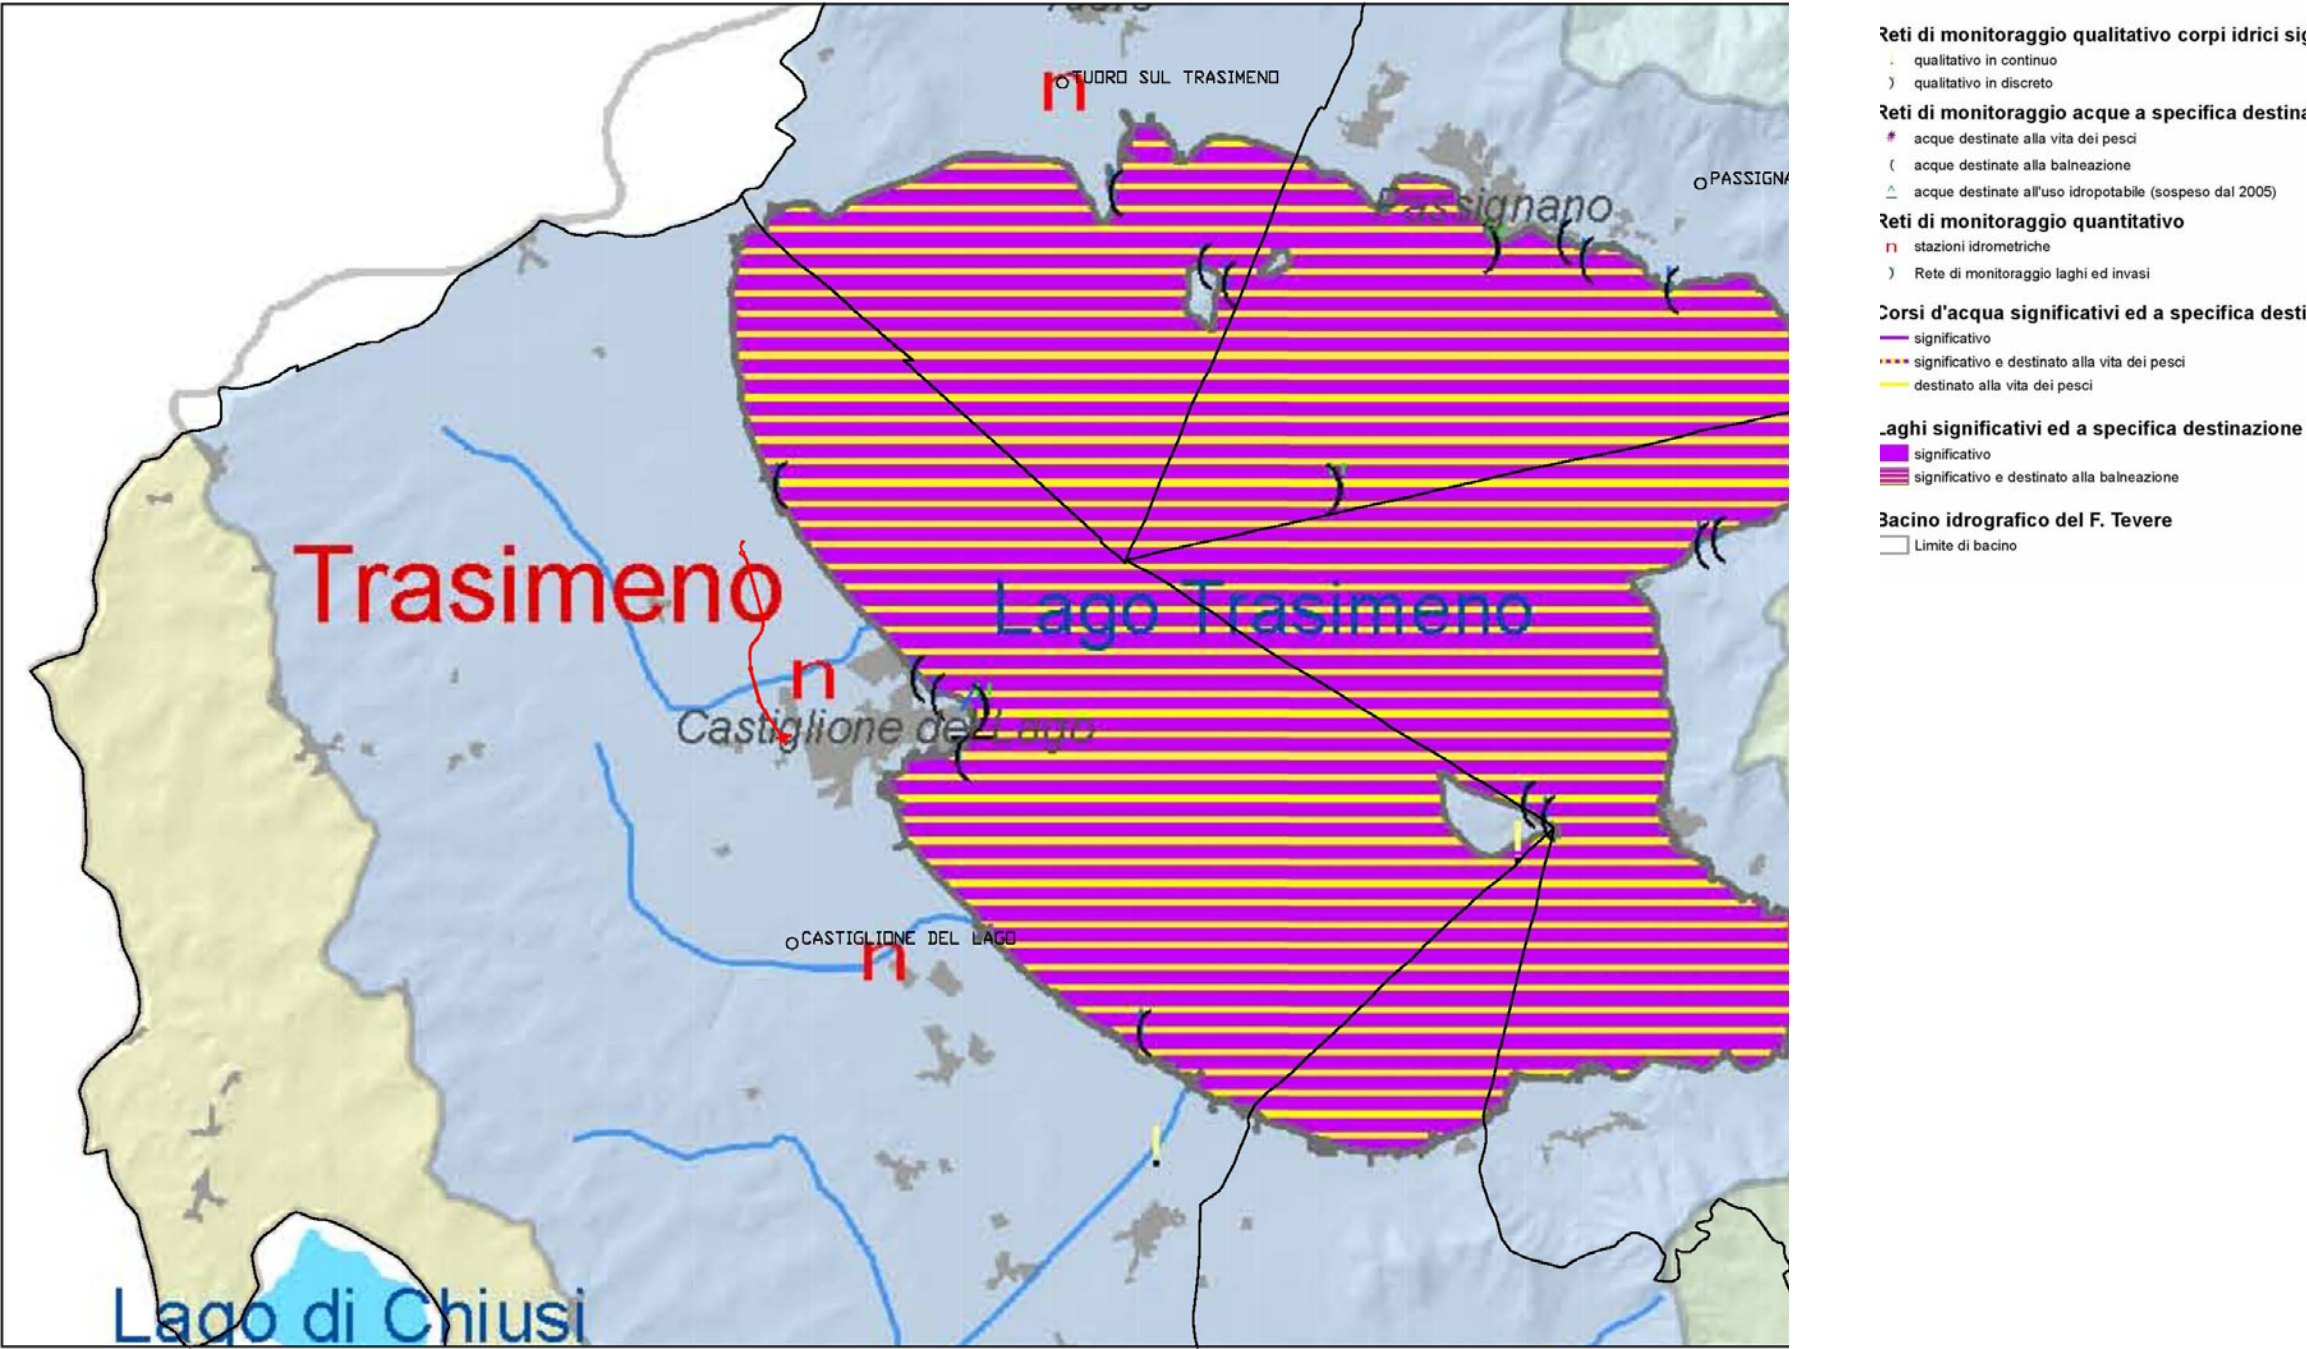 TUORO SUL TRASIMENO
PASSIGNA
Passignano
Trasimeno
Lago Trasimeno
Castiglione del Lago
CASTIGLIONE DEL LAGO
Lago di Chiusi
Reti di monitoraggio qualitativo corpi idrici sig
qualitativo in continuo
qualitativo in discreto
Reti di monitoraggio acque a specifica destina
acque destinate alla vita dei pesci
acque destinate alla balneazione
acque destinate all'uso idropotabile (sospeso dal 2005)
Reti di monitoraggio quantitativo
n stazioni idrometriche
Rete di monitoraggio laghi ed invasi
Corsi d'acqua significativi ed a specifica desti
significativo
significativo e destinato alla vita dei pesci
destinato alla vita dei pesci
Laghi significativi ed a specifica destinazione
significativo
significativo e destinato alla balneazione
Bacino idrografico del F. Tevere
Limite di bacino